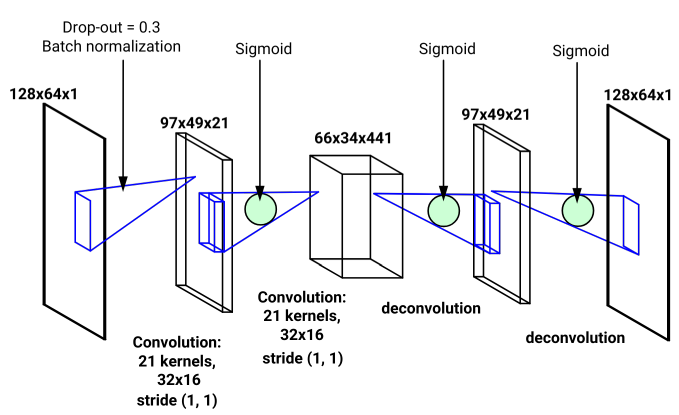 Drop-out = 0.3
Batch normalization
Sigmoid
Sigmoid
Sigmoid
128x64x1
97x49x21
66x34x441
97x49x21
128x64x1
Convolution:
21 kernels,
32x16
stride (1, 1)
Convolution:
21 kernels,
32x16
stride (1, 1)
deconvolution
deconvolution